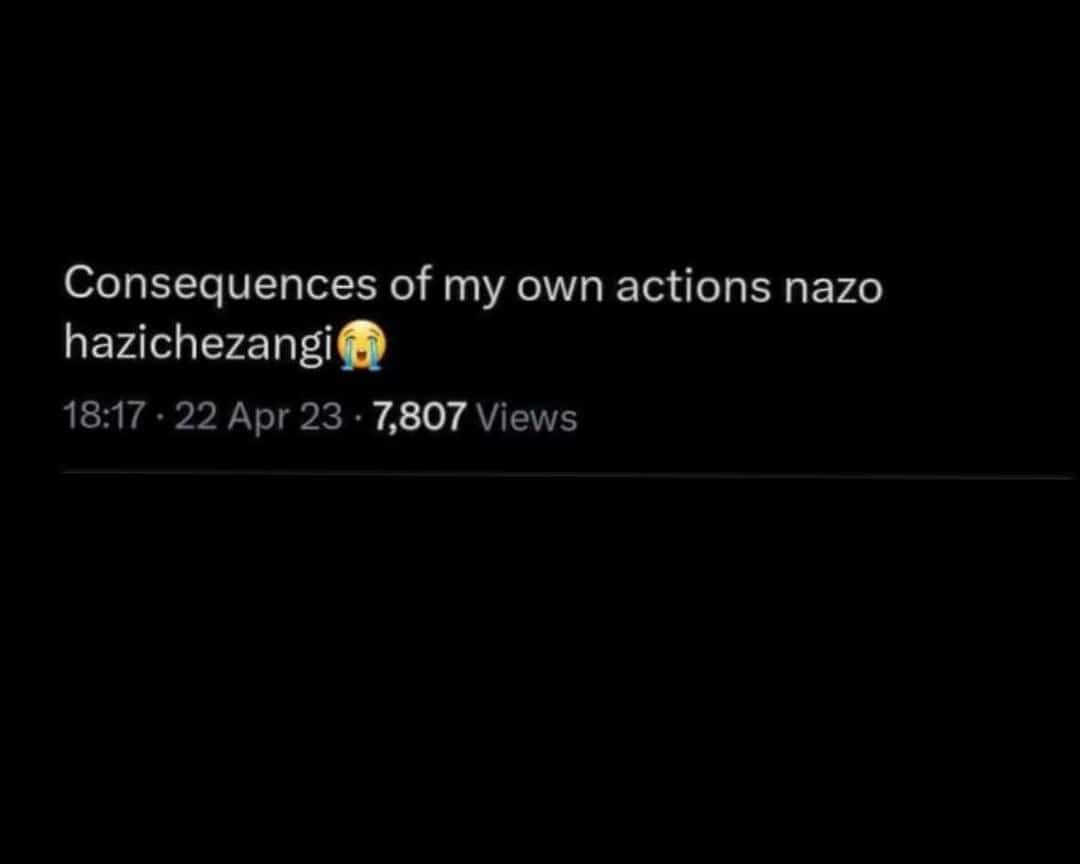 Consequences of my own actions nazo
hazichezangi😭
18:17 · 22 Apr 23 · 7,807 Views